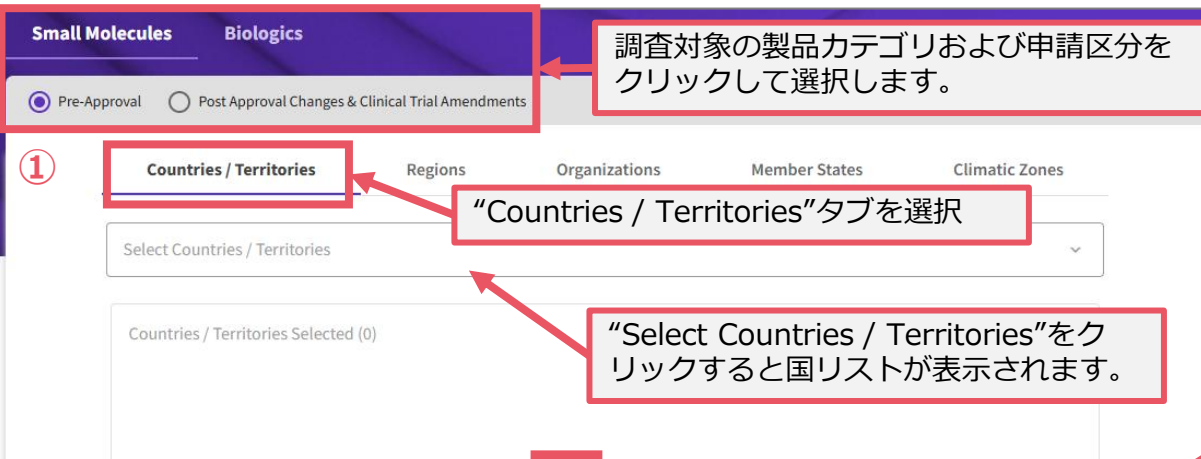 Small Molecules Biologics
調査対象の製品カテゴリおよび申請区分を
クリックして選択します。
Pre-Approval Post Approval Changes & Clinical Trial Amendments
①
Countries / Territories Regions Organizations Member States Climatic Zones
“Countries / Territories”タブを選択
Select Countries / Territories
Countries / Territories Selected (0)
“Select Countries / Territories”をク
リックすると国リストが表示されます。